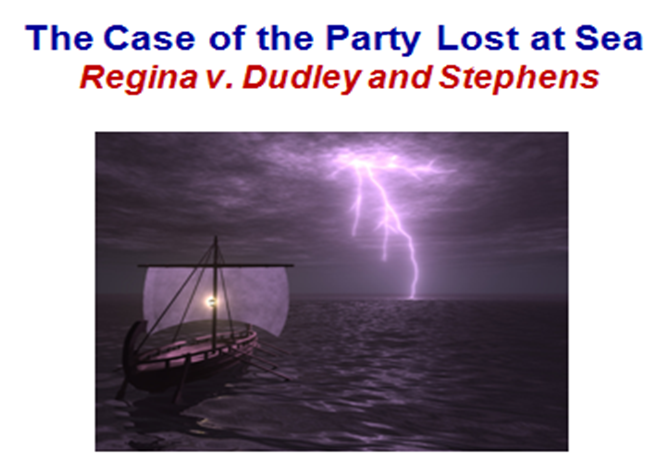 The Case of the Party Lost at Sea
Regina v. Dudley and Stephens